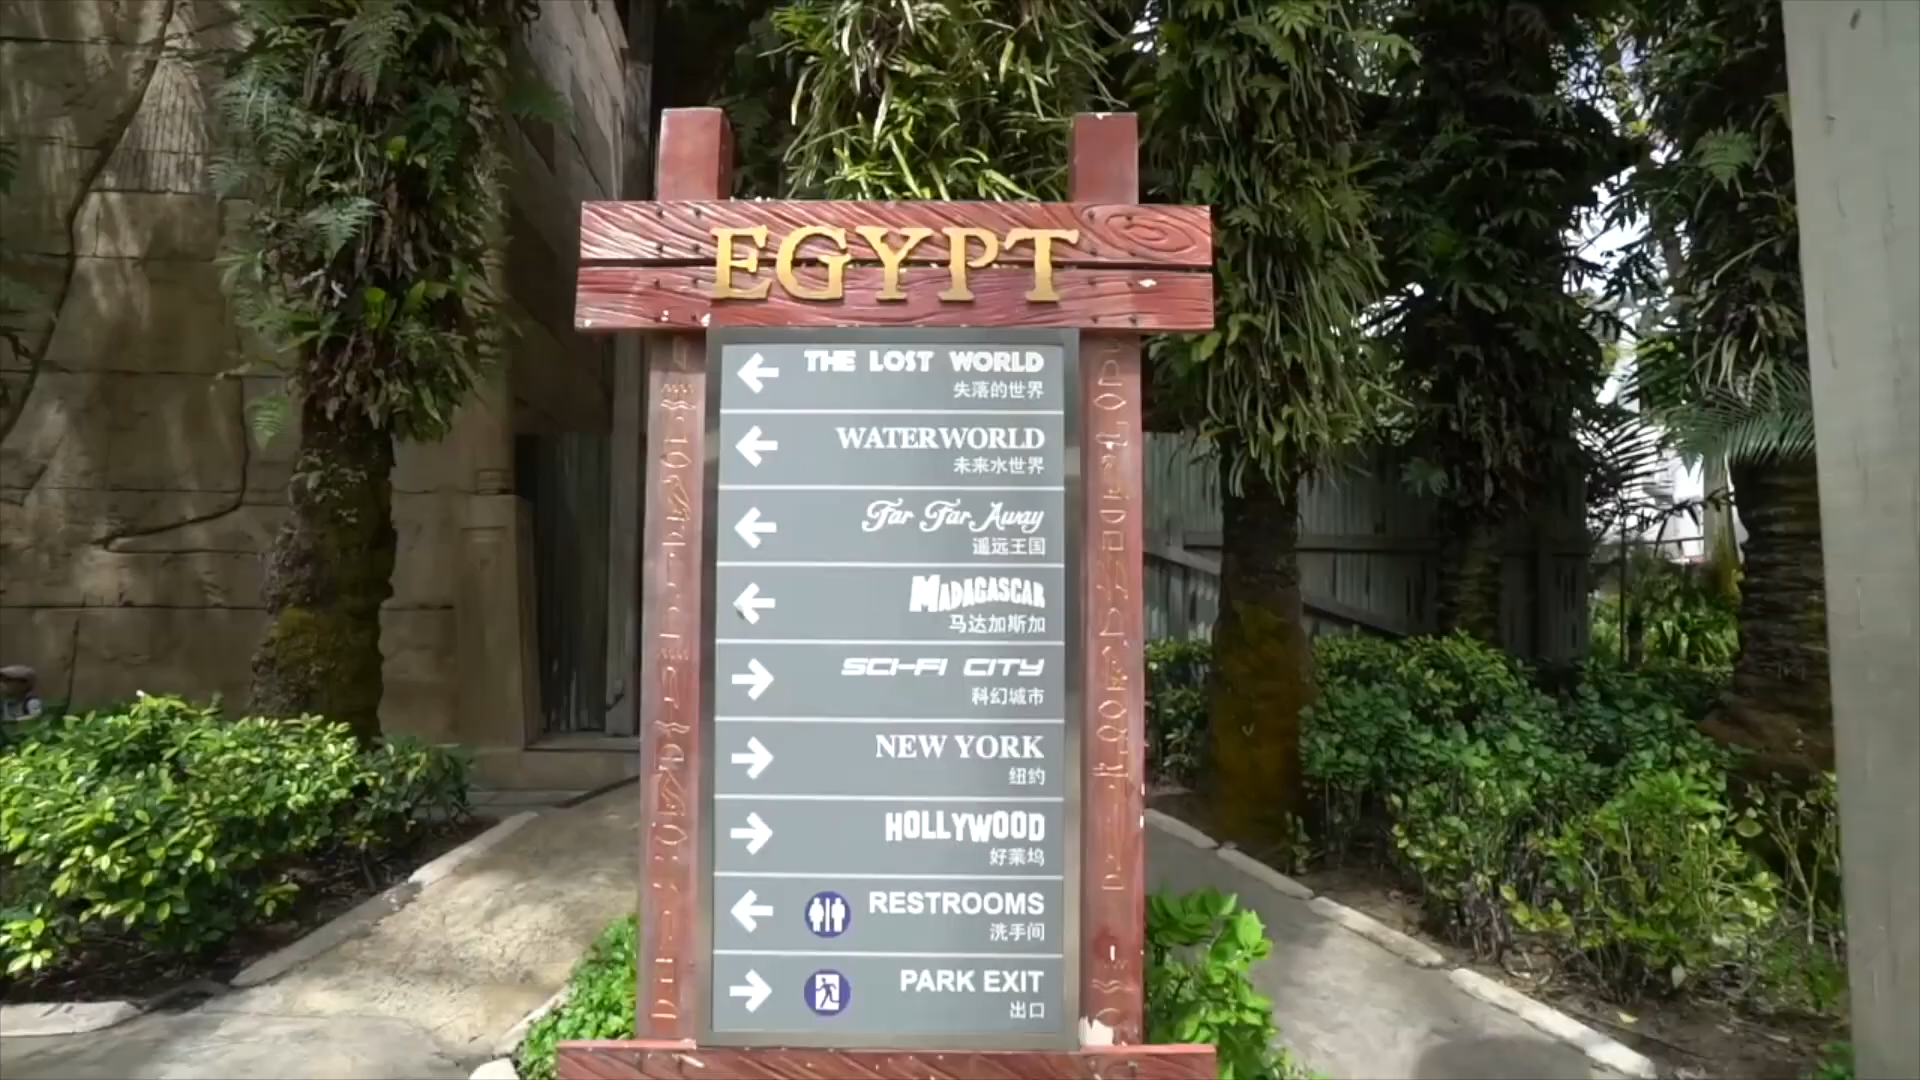 EGYPT
THE LOST WORLD
失落的世界
WATERWORLD
未来水世界
Far Far Away
遥远王国
MADAGASCAR
马达加斯加
SCI-FI CITY
科幻城市
NEW YORK
纽约
HOLLYWOOD
好莱坞
RESTROOMS
洗手间
PARK EXIT
出口